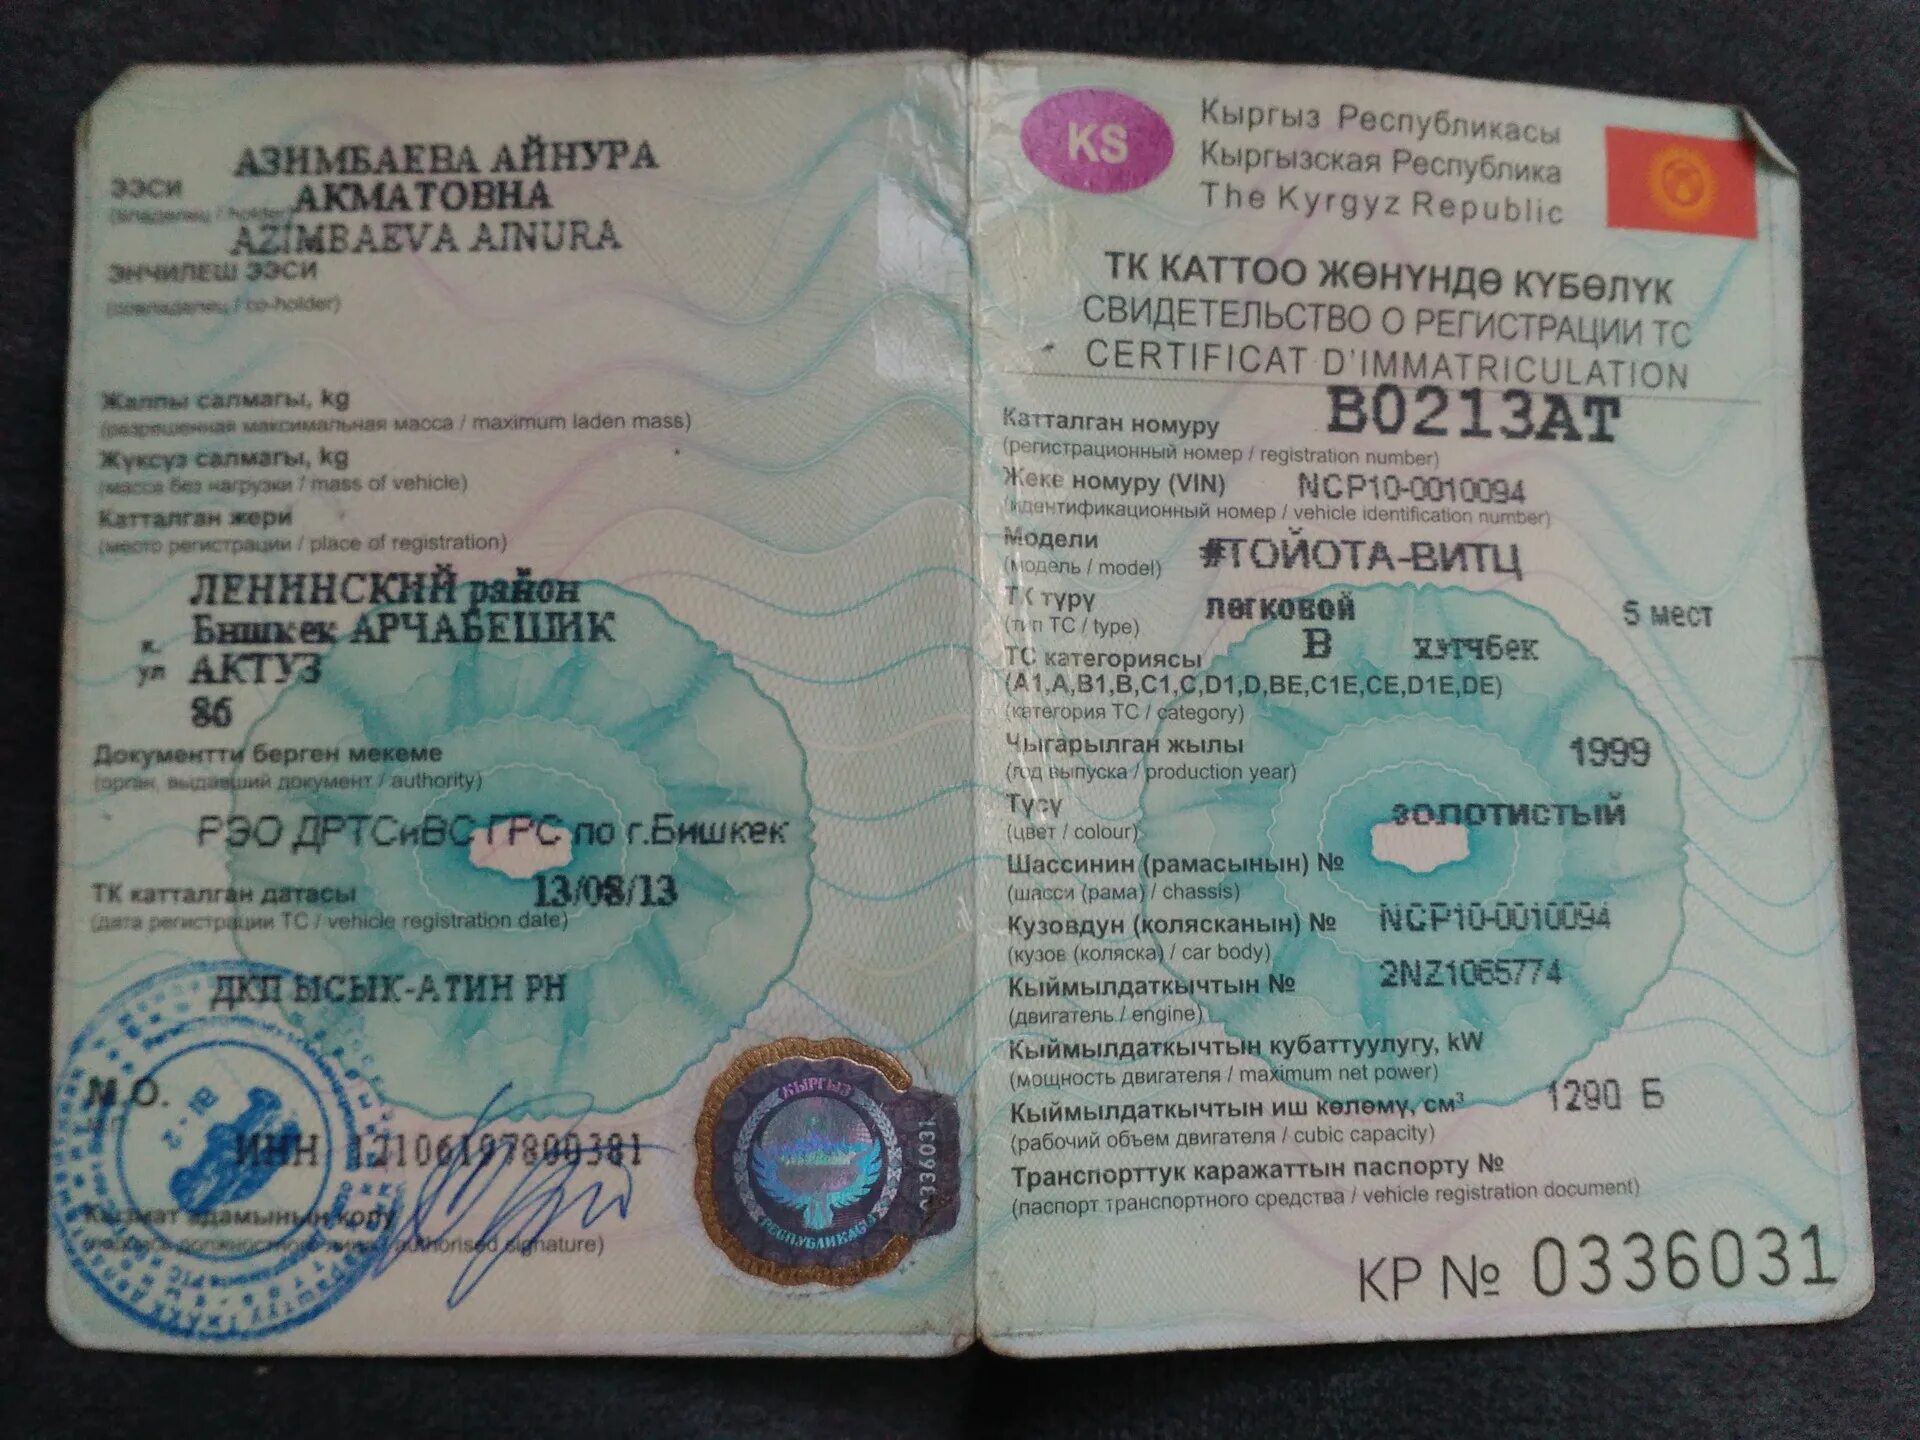 АЗИМБАЕВА АЙНУРА
ЭЭСИ
АКМАТОВНА
(владелец / holder)
AZIMBAEVA AINURA
ЭНЧИЛЕШ ЭЭСИ
(совладелец / co-holder)
Жалпы салмагы, kg
(разрешенная максимальная масса / maximum laden mass)
Жүксүз салмагы, kg
(масса без нагрузки / mass of vehicle)
Катталган жери
(место регистрации / place of registration)
ЛЕНИНСКИЙ район
к. Бишкек АРЧАБЕШИК
ул АКТУЗ
86
Документти берген мекеме
(орган, выдавший документ / authority)
РЭО ДРТСиВС ГРС по г.Бишкек
ТК катталган датасы 13/08/13
(дата регистрации ТС / vehicle registration date)
ДКП ЫСЫК-АТИН РН
М.О.
М.П.
ИНН 12106197800381
Кызмат адамынын колу
(подпись должностного лица / authorised signature)
КЫРГЫЗ
РЕСПУБЛИКАСЫ
0336031
KS
Кыргыз Республикасы
Кыргызская Республика
The Kyrgyz Republic
ТК КАТТОО ЖӨНҮНДӨ КҮБӨЛҮК
СВИДЕТЕЛЬСТВО О РЕГИСТРАЦИИ ТС
CERTIFICAT D'IMMATRICULATION
Катталган номуру B0213AT
(регистрационный номер / registration number)
Жеке номуру (VIN) NCP10-0010094
(идентификационный номер / vehicle identification number)
Модели #ТОЙОТА-ВИТЦ
(модель / model)
ТК түрү легковой 5 мест
(тип ТС / type)
В хэтчбек
ТС категориясы
(A1,A,B1,B,C1,C,D1,D,BE,C1E,CE,D1E,DE)
(категория ТС / category)
Чыгарылган жылы 1999
(год выпуска / production year)
Түсү золотистый
(цвет / colour)
Шассинин (рамасынын) №
(шасси (рама) / chassis)
Кузовдун (колясканын) № NCP10-0010094
(кузов (коляска) / car body)
Кыймылдаткычтын № 2NZ1065774
(двигатель / engine)
Кыймылдаткычтын кубаттуулугу, kW
(мощность двигателя / maximum net power)
Кыймылдаткычтын иш көлөмү, см³ 1290 Б
(рабочий объем двигателя / cubic capacity)
Транспорттук каражаттын паспорту №
(паспорт транспортного средства / vehicle registration document)
КР № 0336031